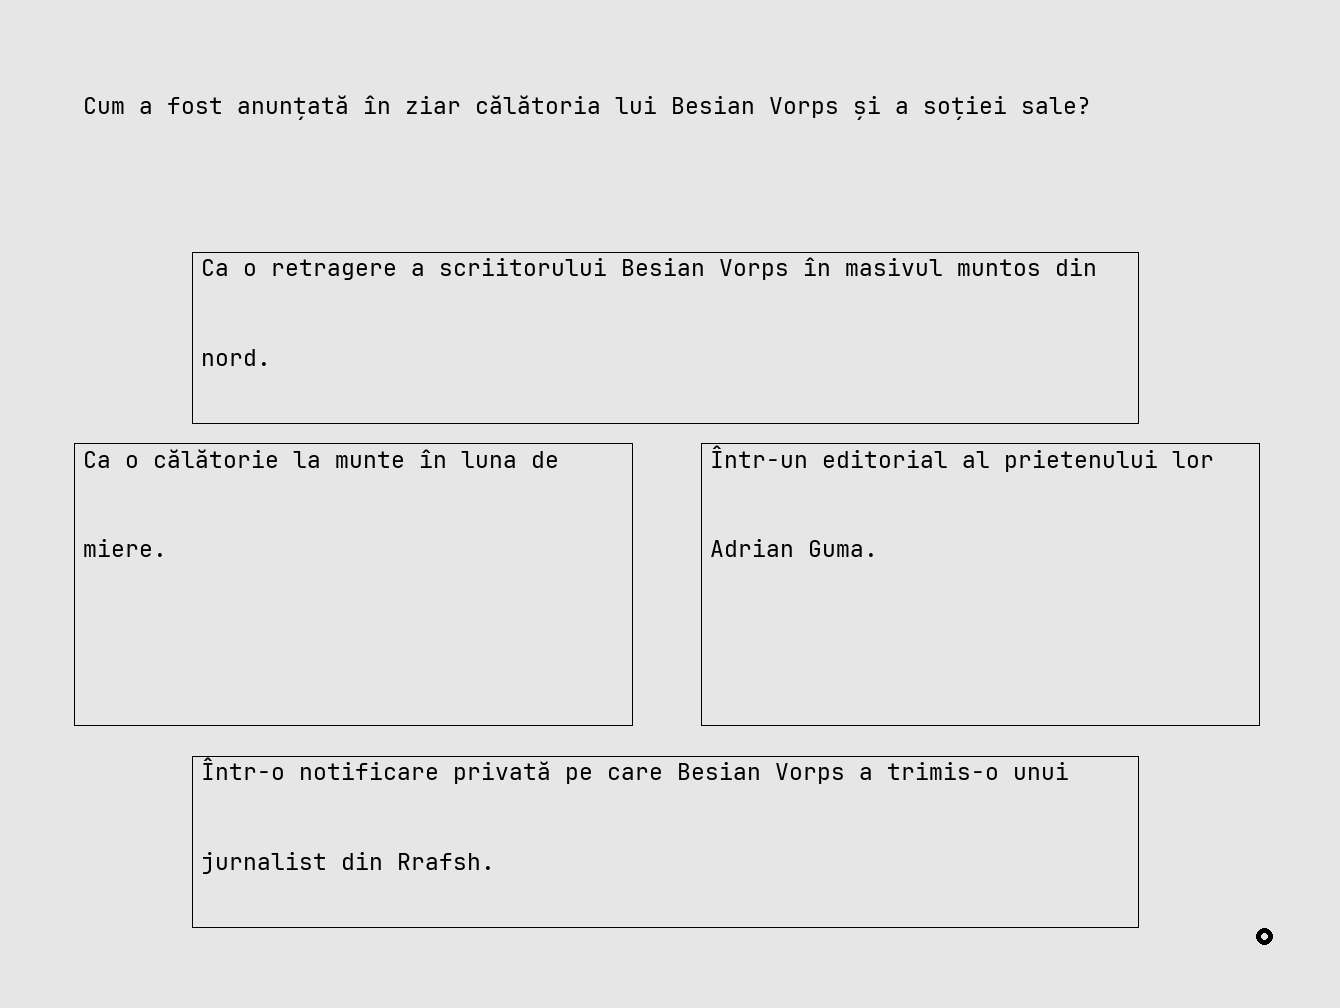 Cum a fost anunțată în ziar călătoria lui Besian Vorps și a soției sale?
Ca o retragere a scriitorului Besian Vorps în masivul muntos din
nord.
Ca o călătorie la munte în luna de
miere.
Într-un editorial al prietenului lor
Adrian Guma.
Într-o notificare privată pe care Besian Vorps a trimis-o unui
jurnalist din Rrafsh.